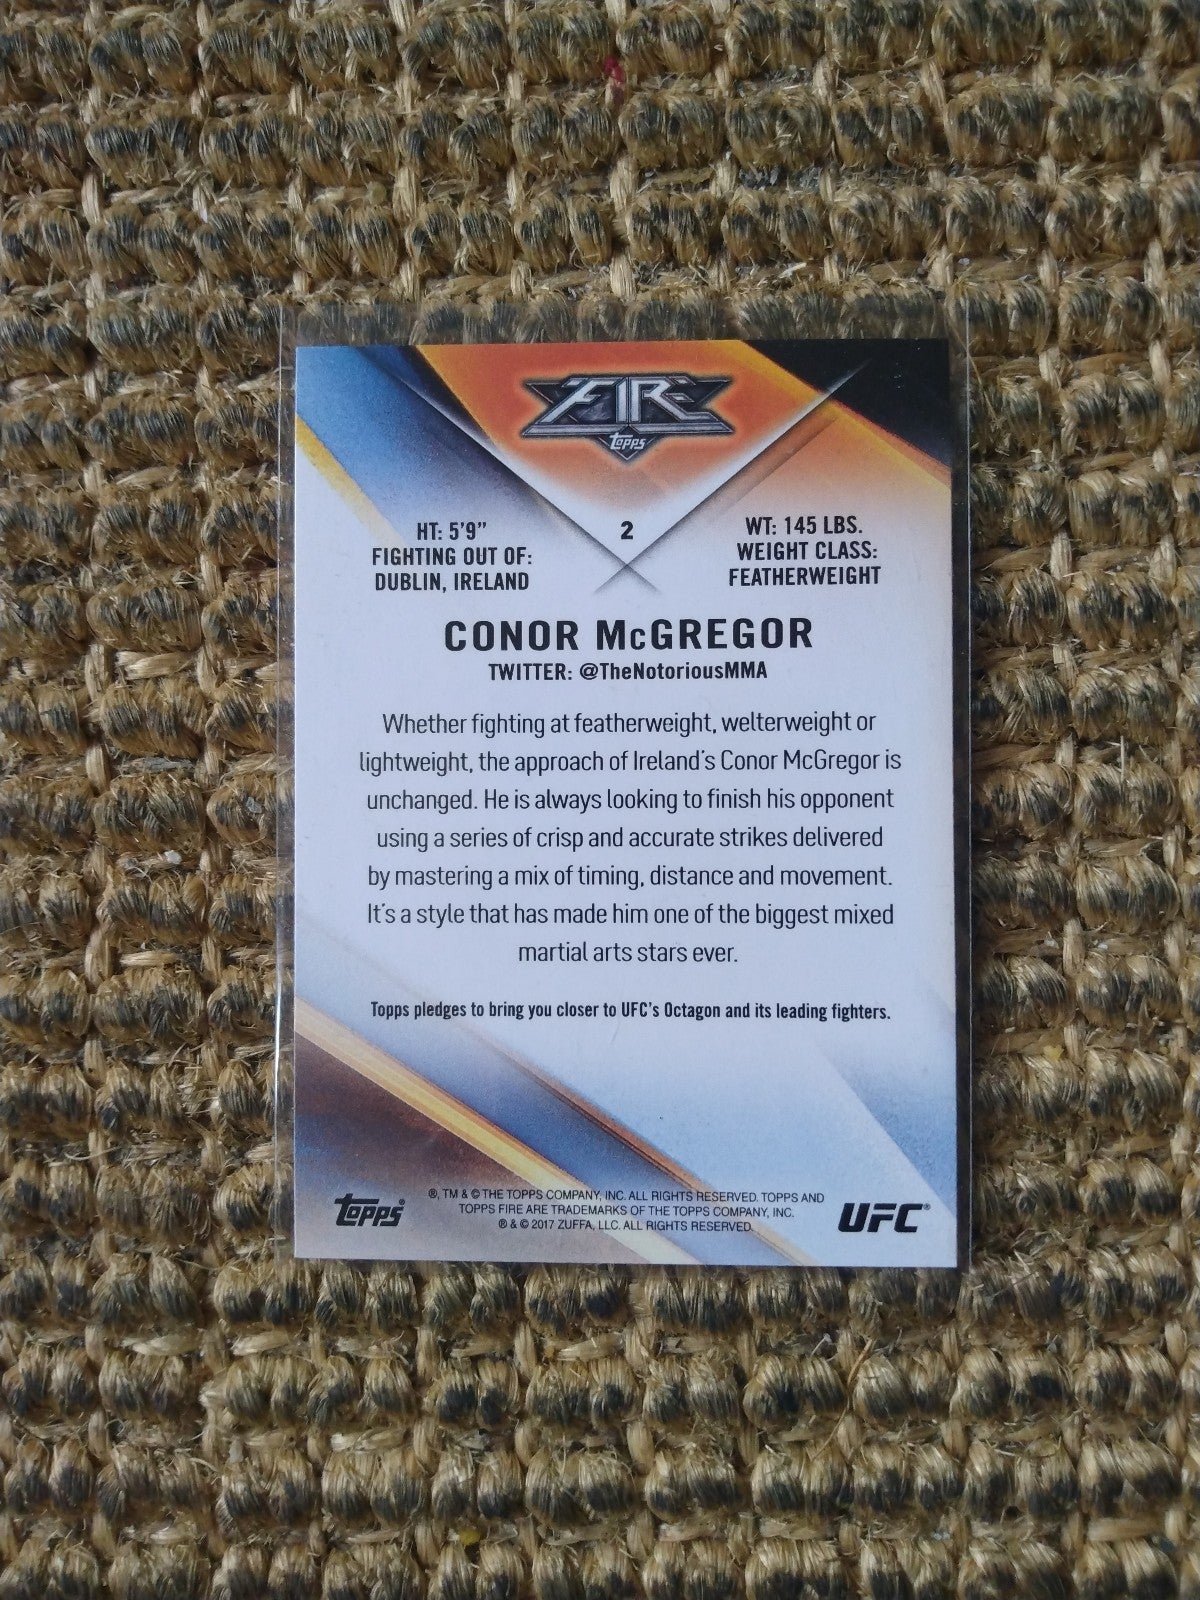 FIRE
topps
HT: 5'9"
FIGHTING OUT OF:
DUBLIN, IRELAND
2
WT: 145 LBS.
WEIGHT CLASS:
FEATHERWEIGHT
CONOR McGREGOR
TWITTER: @TheNotoriousMMA
Whether fighting at featherweight, welterweight or
lightweight, the approach of Ireland's Conor McGregor is
unchanged. He is always looking to finish his opponent
using a series of crisp and accurate strikes delivered
by mastering a mix of timing, distance and movement.
It's a style that has made him one of the biggest mixed
martial arts stars ever.
Topps pledges to bring you closer to UFC's Octagon and its leading fighters.
topps®
®, TM & © THE TOPPS COMPANY, INC. ALL RIGHTS RESERVED. TOPPS AND
TOPPS FIRE ARE TRADEMARKS OF THE TOPPS COMPANY, INC.
® & © 2017 ZUFFA, LLC. ALL RIGHTS RESERVED.
UFC®